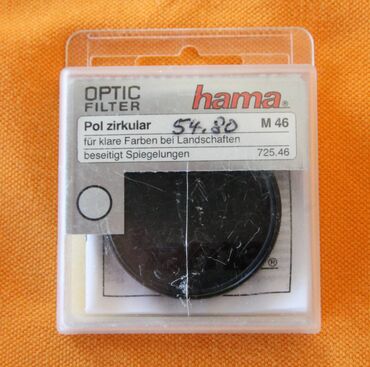 OPTIC
FILTER
hama®
Pol zirkular 54.80 M 46
für klare Farben bei Landschaften
beseitigt Spiegelungen 725.46
®